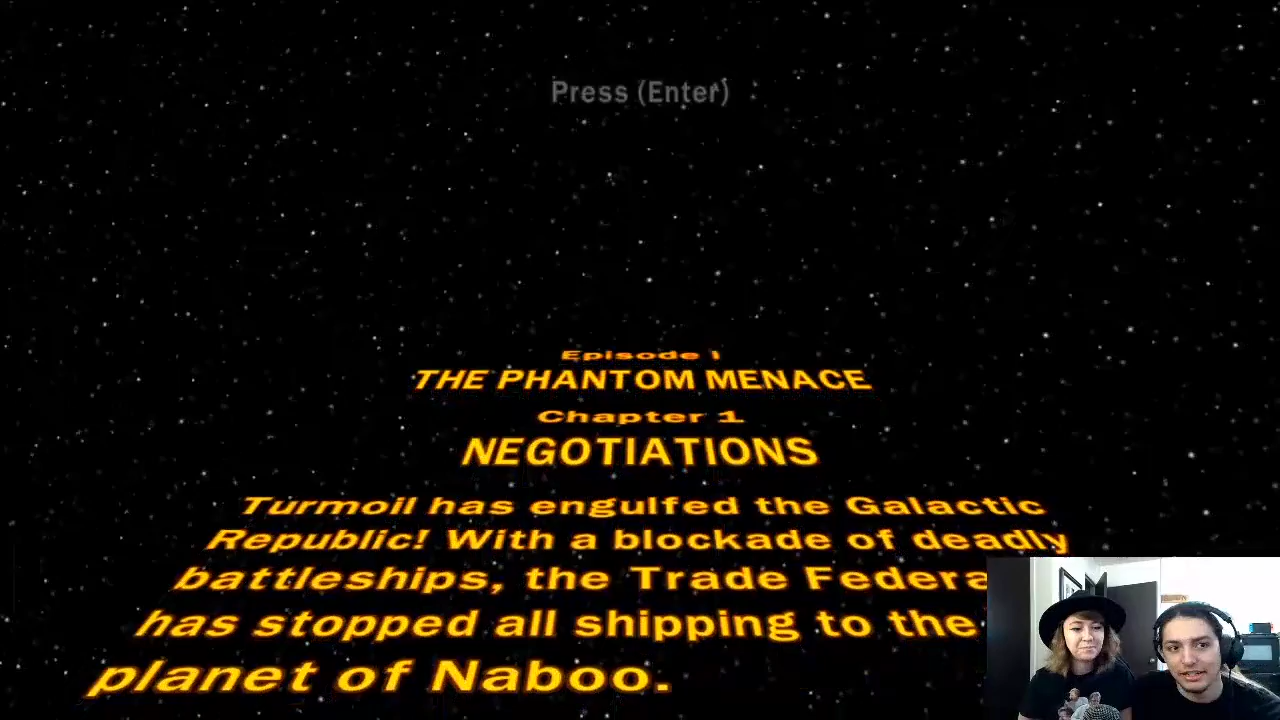 Press (Enter)
Episode I
THE PHANTOM MENACE
Chapter 1
NEGOTIATIONS
Turmoil has engulfed the Galactic
Republic! With a blockade of deadly
battleships, the Trade Federa
has stopped all shipping to the
planet of Naboo.